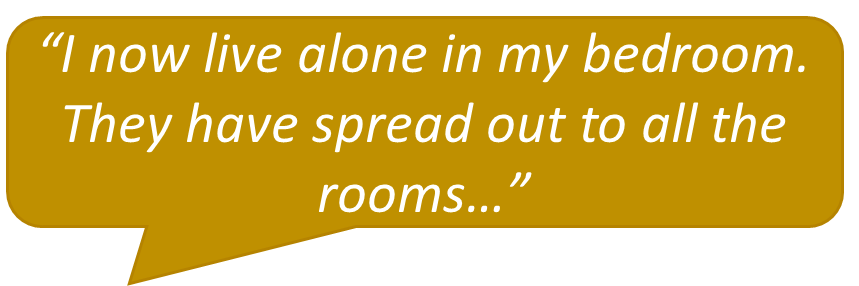 “I now live alone in my bedroom.
They have spread out to all the
rooms...”